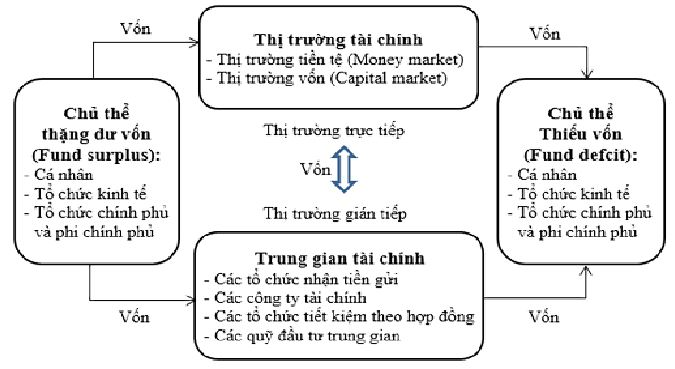 Vốn
Thị trường tài chính
- Thị trường tiền tệ (Money market)
- Thị trường vốn (Capital market)
Vốn
Chủ thể
thặng dư vốn
(Fund surplus):
- Cá nhân
- Tổ chức kinh tế
- Tổ chức chính phủ
và phi chính phủ
Thị trường trực tiếp
Vốn
Thị trường gián tiếp
Chủ thể
Thiếu vốn
(Fund defcit):
- Cá nhân
- Tổ chức kinh tế
- Tổ chức chính phủ
và phi chính phủ
Vốn
Trung gian tài chính
- Các tổ chức nhận tiền gửi
- Các công ty tài chính
- Các tổ chức tiết kiệm theo hợp đồng
- Các quỹ đầu tư trung gian
Vốn